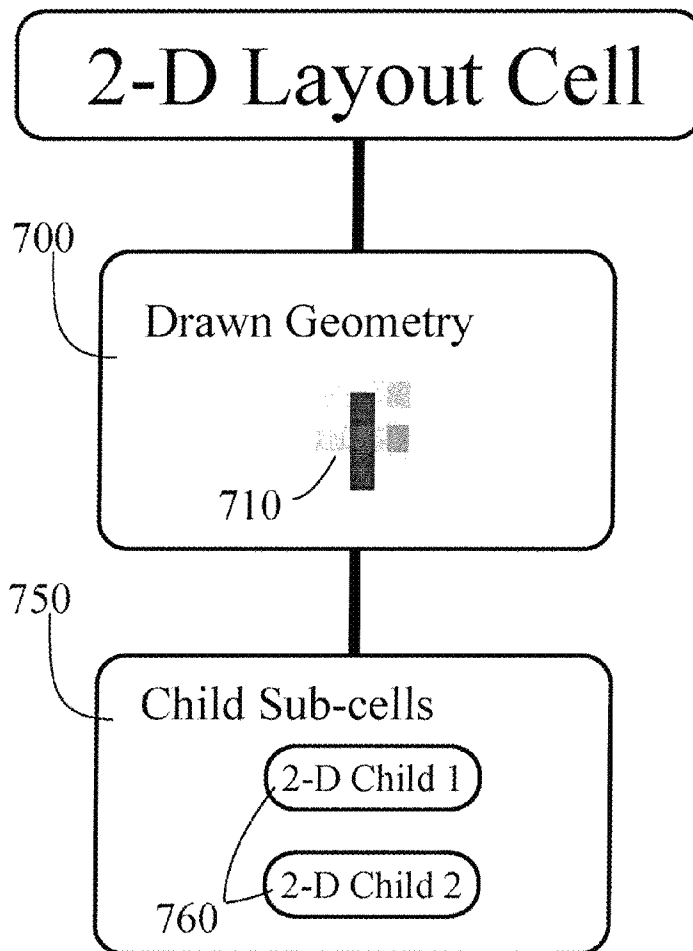 2-D Layout Cell
700
Drawn Geometry
710
750
Child Sub-cells
2-D Child 1
2-D Child 2
760